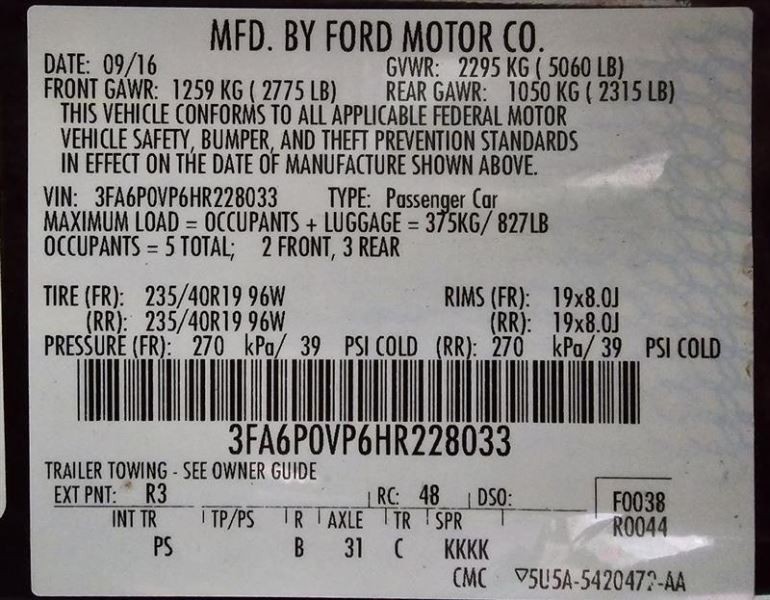 MFD. BY FORD MOTOR CO.
DATE: 09/16 GVWR: 2295 KG ( 5060 LB)
FRONT GAWR: 1259 KG ( 2775 LB) REAR GAWR: 1050 KG ( 2315 LB)
THIS VEHICLE CONFORMS TO ALL APPLICABLE FEDERAL MOTOR
VEHICLE SAFETY, BUMPER, AND THEFT PREVENTION STANDARDS
IN EFFECT ON THE DATE OF MANUFACTURE SHOWN ABOVE.
VIN: 3FA6P0VP6HR228033 TYPE: Passenger Car
MAXIMUM LOAD = OCCUPANTS + LUGGAGE = 375KG/ 827LB
OCCUPANTS = 5 TOTAL; 2 FRONT, 3 REAR
TIRE (FR): 235/40R19 96W RIMS (FR): 19x8.0J
(RR): 235/40R19 96W (RR): 19x8.0J
PRESSURE (FR): 270 kPa/ 39 PSI COLD (RR): 270 kPa/ 39 PSI COLD
3FA6P0VP6HR228033
TRAILER TOWING - SEE OWNER GUIDE
EXT PNT: R3 RC: 48 DSO: F0038
INT TR TP/PS R AXLE TR SPR R0044
PS B 31 C KKKK
CMC